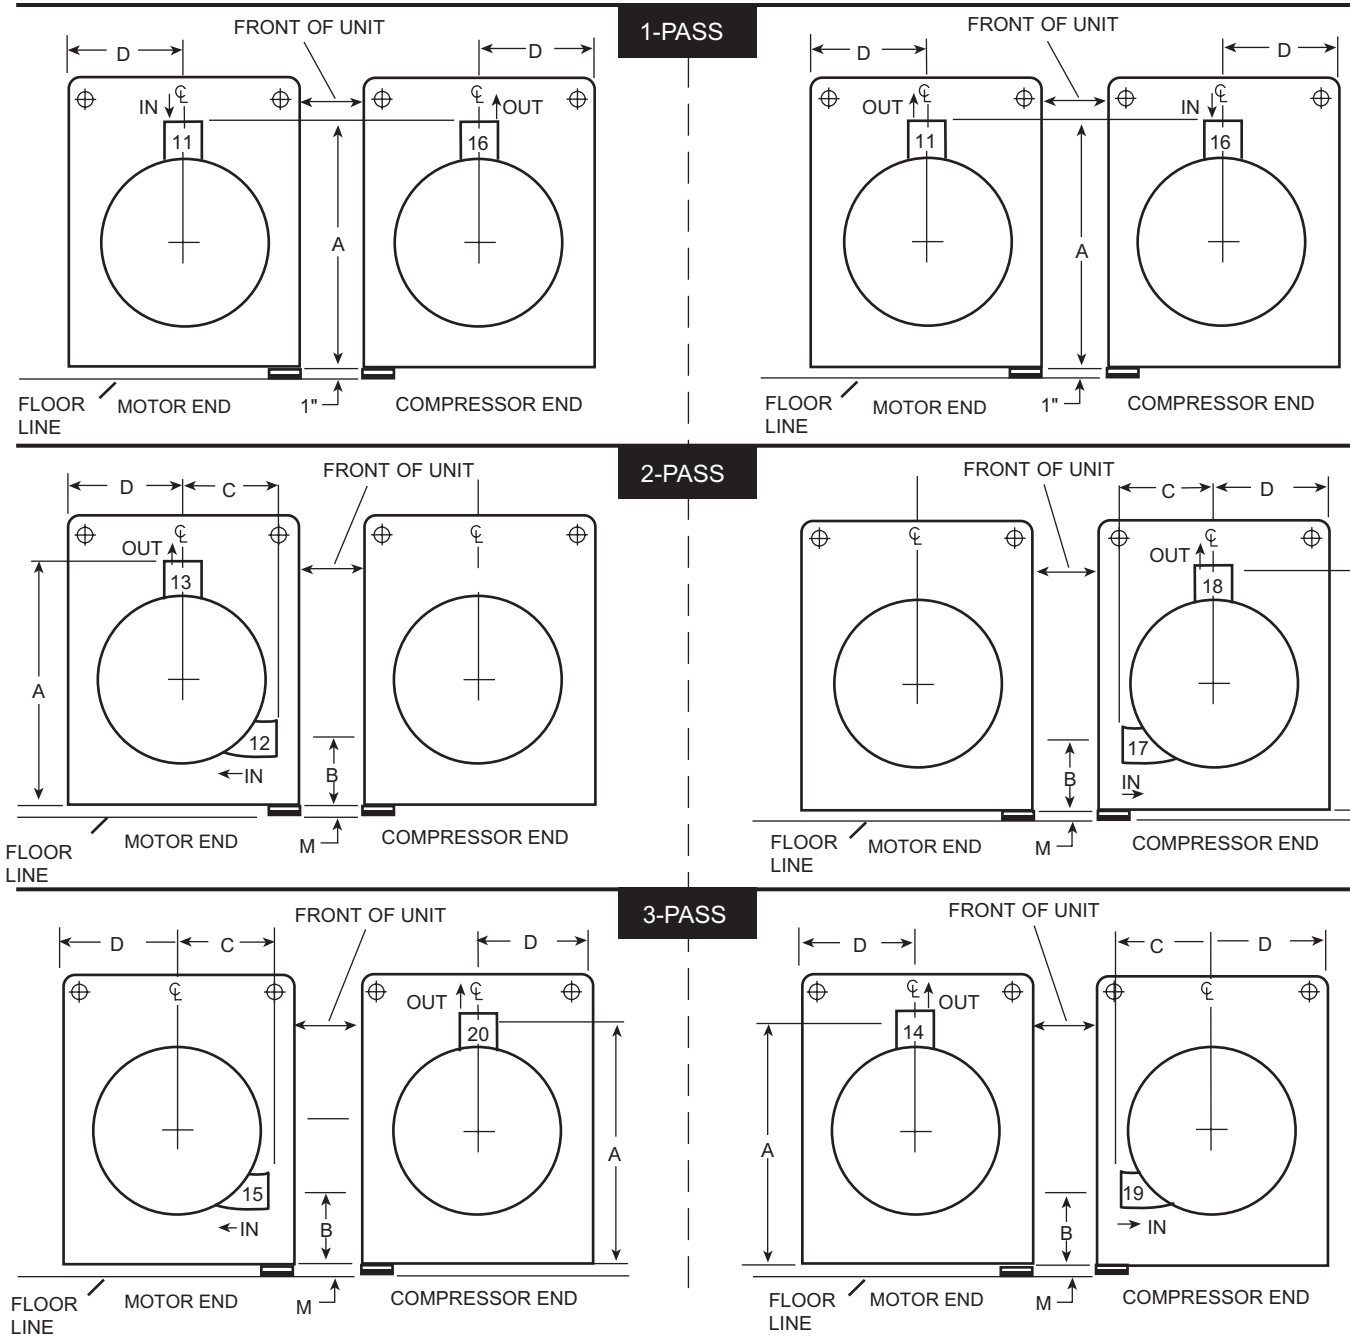 1-PASS
FRONT OF UNIT
D
D
℄
℄
IN
OUT
11
16
A
FLOOR
LINE
MOTOR END
1"
COMPRESSOR END
FRONT OF UNIT
D
D
℄
℄
OUT
IN
11
16
A
FLOOR
LINE
MOTOR END
1"
COMPRESSOR END
2-PASS
FRONT OF UNIT
D
C
℄
℄
OUT
13
A
12
IN
B
FLOOR
LINE
MOTOR END
M
COMPRESSOR END
FRONT OF UNIT
C
D
℄
℄
OUT
18
17
B
IN
FLOOR
LINE
MOTOR END
M
COMPRESSOR END
3-PASS
FRONT OF UNIT
D
C
D
℄
℄
OUT
20
A
15
IN
B
FLOOR
LINE
MOTOR END
M
COMPRESSOR END
FRONT OF UNIT
D
C
D
℄
℄
OUT
14
A
19
B
IN
FLOOR
LINE
MOTOR END
M
COMPRESSOR END